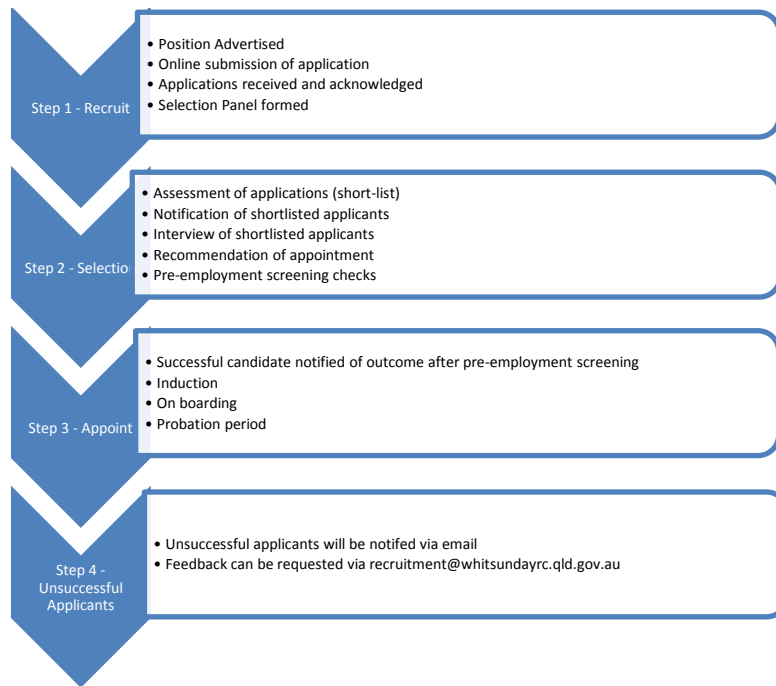 Step 1 - Recruit
• Position Advertised
• Online submission of application
• Applications received and acknowledged
• Selection Panel formed
Step 2 - Selection
• Assessment of applications (short-list)
• Notification of shortlisted applicants
• Interview of shortlisted applicants
• Recommendation of appointment
• Pre-employment screening checks
Step 3 - Appoint
• Successful candidate notified of outcome after pre-employment screening
• Induction
• On boarding
• Probation period
Step 4 -
Unsuccessful
Applicants
• Unsuccessful applicants will be notifed via email
• Feedback can be requested via recruitment@whitsundayrc.qld.gov.au